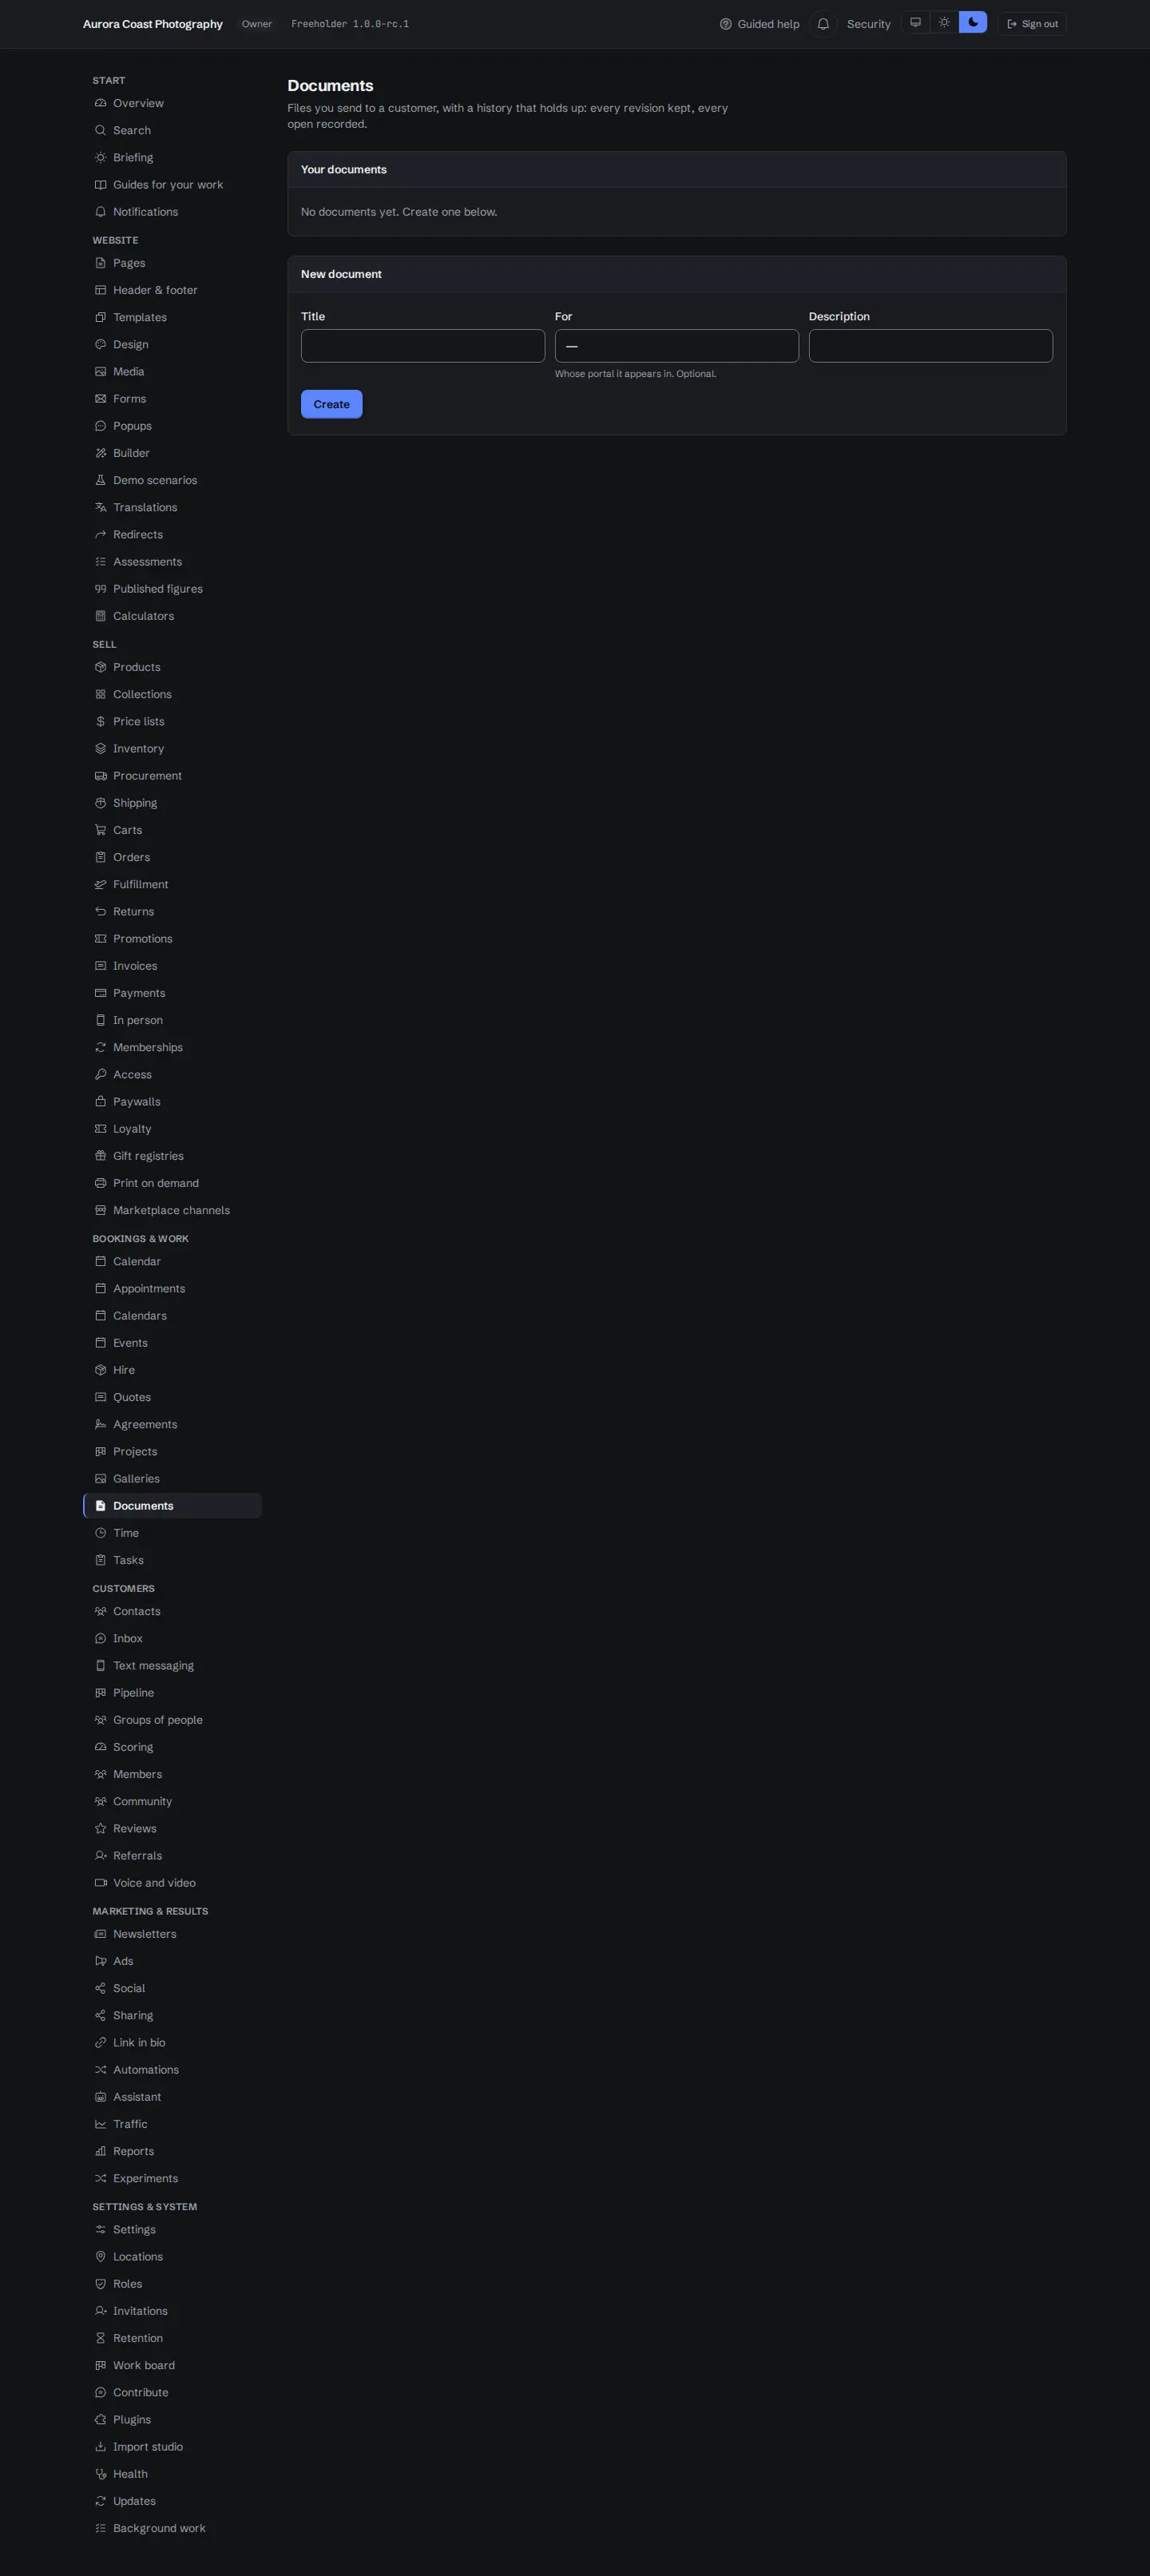 Aurora Coast Photography
Owner
Freeholder 1.0.0-rc.1
Guided help
Security
Sign out
START
Overview
Search
Briefing
Guides for your work
Notifications
WEBSITE
Pages
Header & footer
Templates
Design
Media
Forms
Popups
Builder
Demo scenarios
Translations
Redirects
Assessments
Published figures
Calculators
SELL
Products
Collections
Price lists
Inventory
Procurement
Shipping
Carts
Orders
Fulfillment
Returns
Promotions
Invoices
Payments
In person
Memberships
Access
Paywalls
Loyalty
Gift registries
Print on demand
Marketplace channels
BOOKINGS & WORK
Calendar
Appointments
Calendars
Events
Hire
Quotes
Agreements
Projects
Galleries
Documents
Time
Tasks
CUSTOMERS
Contacts
Inbox
Text messaging
Pipeline
Groups of people
Scoring
Members
Community
Reviews
Referrals
Voice and video
MARKETING & RESULTS
Newsletters
Ads
Social
Sharing
Link in bio
Automations
Assistant
Traffic
Reports
Experiments
SETTINGS & SYSTEM
Settings
Locations
Roles
Invitations
Retention
Work board
Contribute
Plugins
Import studio
Health
Updates
Background work
Documents
Files you send to a customer, with a history that holds up: every revision kept, every
open recorded.
Your documents
No documents yet. Create one below.
New document
Title
For
—
Whose portal it appears in. Optional.
Description
Create